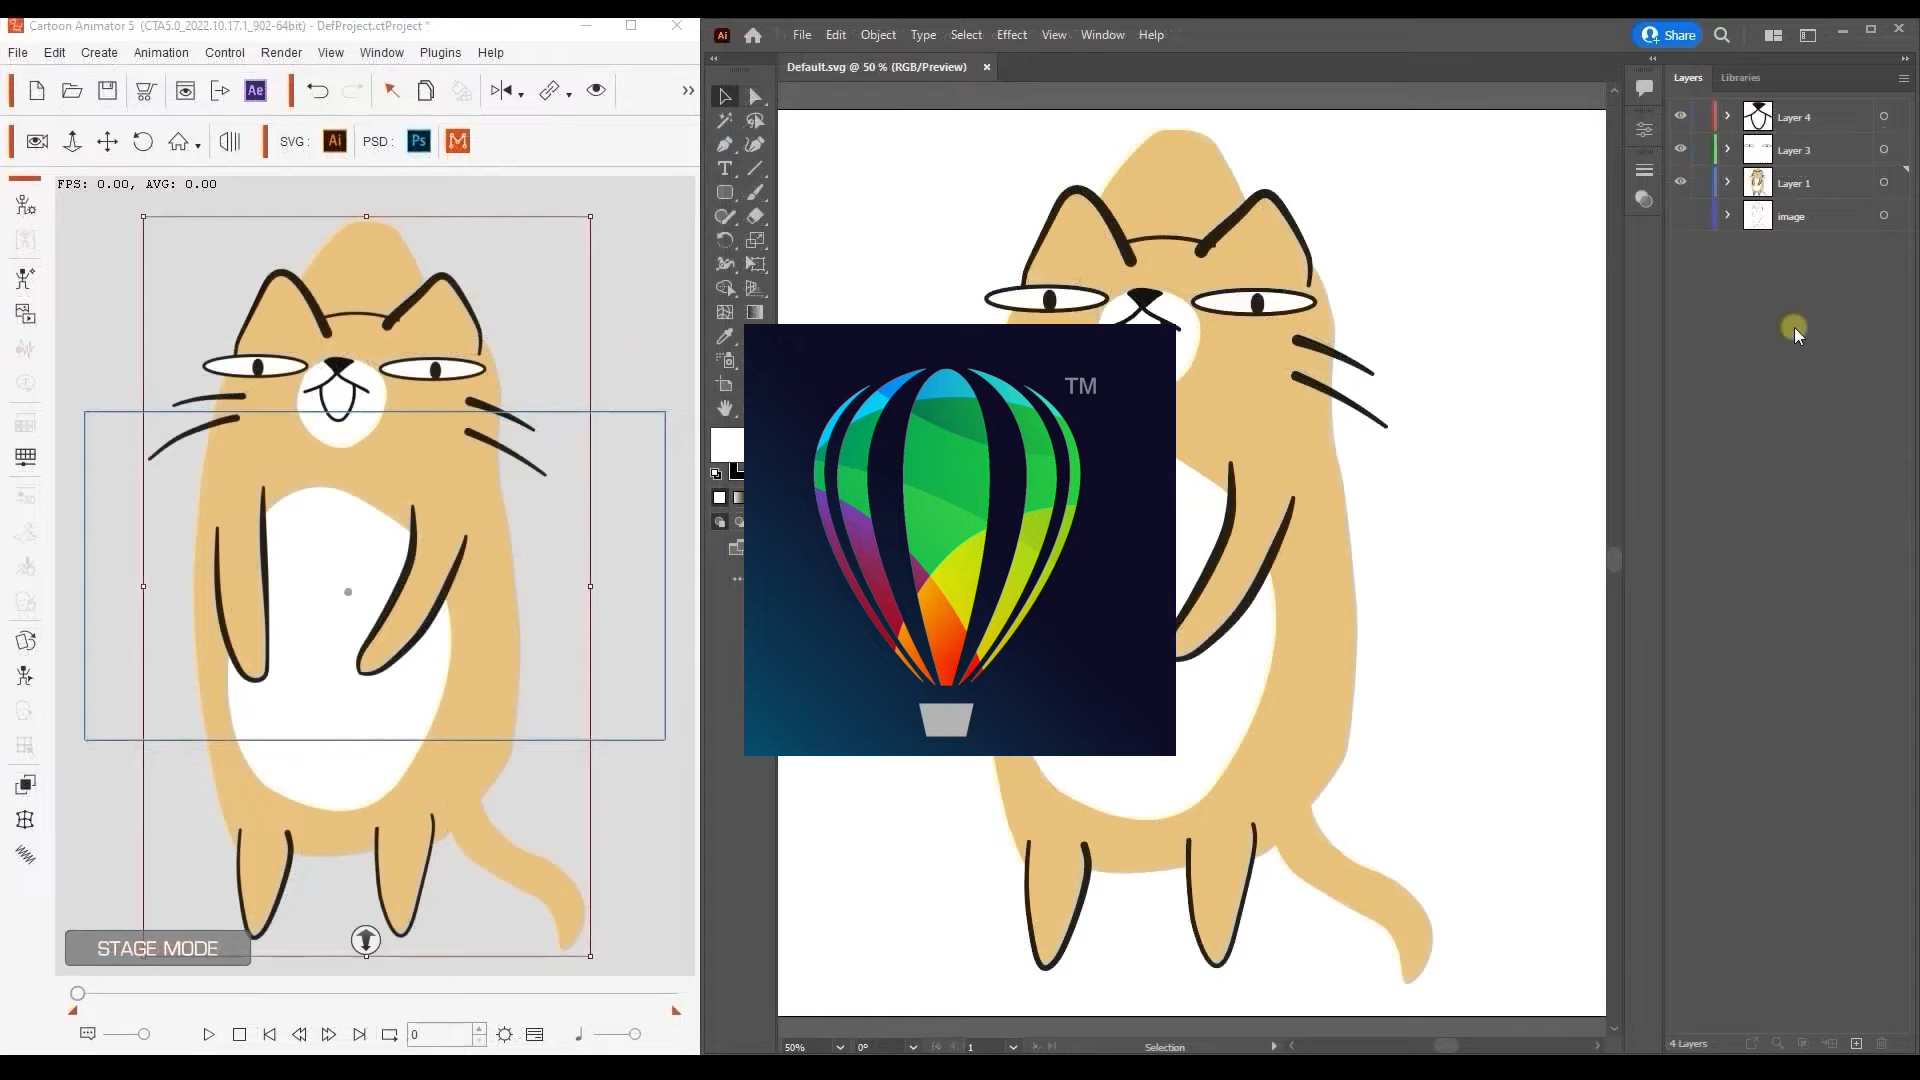 Cartoon Animator 5 (CTA5.0_2022.10.17.1_902-64bit) - DefProject.ctProject *
File Edit Create Animation Control Render View Window Plugins Help
Ae
SVG : Ai PSD : Ps
FPS: 0.00, AVG: 0.00
STAGE MODE
0
Ai File Edit Object Type Select Effect View Window Help
Share
Default.svg @ 50 % (RGB/Preview) ×
Layers Libraries
Layer 4
Layer 3
Layer 1
image
TM
50% 0° 1 Selection
4 Layers